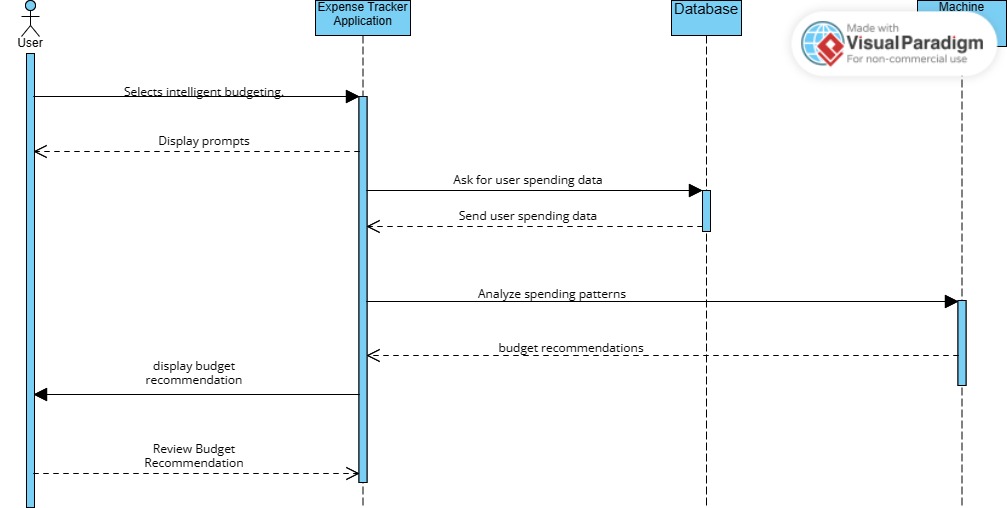 User
Expense Tracker
Application
Database
Machine
Made with
Visual Paradigm
For non-commercial use
Selects intelligent budgeting.
Display prompts
Ask for user spending data
Send user spending data
Analyze spending patterns
budget recommendations
display budget
recommendation
Review Budget
Recommendation